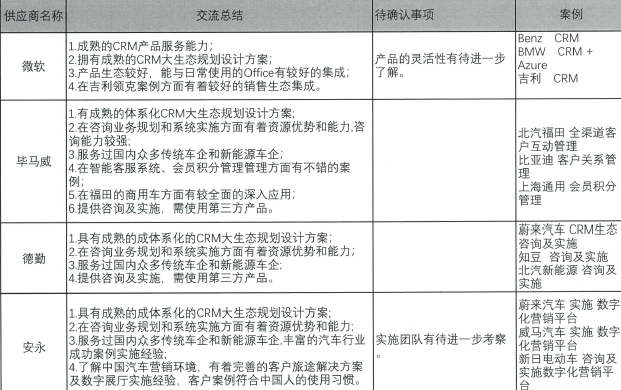 供应商名称 交流总结 待确认事项 案例
微软
1.成熟的CRM产品服务能力；
2.拥有成熟的CRM大生态规划设计方案；
3.产品生态较好，能与日常使用的Office有较好的集成；
4.在吉利领克案例方面有着较好的销售生态集成。
产品的灵活性有待进一步
了解。
Benz CRM
BMW CRM +
Azure
吉利 CRM
毕马威
1.有成熟的体系化CRM大生态规划设计方案；
2.在咨询业务规划和系统实施方面有着资源优势和能力,咨
询能力较强；
3.服务过国内众多传统车企和新能源车企；
4.在智能客服系统、会员积分管理管理方面有不错的案
例；
5.在福田的商用车方面有较全面的深入应用；
6.提供咨询及实施，需使用第三方产品。
北汽福田 全渠道客
户互动管理
比亚迪 客户关系管
理
上海通用 会员积分
管理
德勤
1.具有成熟的成体系化的CRM大生态规划设计方案；
2.在咨询业务规划和系统实施方面有着资源优势和能力；
3.服务过国内众多传统车企和新能源车企；
4.提供咨询及实施，需使用第三方产品。
蔚来汽车 CRM生态
咨询及实施
知豆 咨询及实施
北汽新能源 咨询及
实施
安永
1.具有成熟的成体系化的CRM大生态规划设计方案；
2.在咨询业务规划和系统实施方面有着资源优势和能力；
3.服务过国内众多传统车企和新能源车企,丰富的汽车行业
成功案例实施经验；
4.了解中国汽车营销环境，有着完善的客户旅途解决方案
及数字展厅实施经验，客户案例符合中国人的使用习惯。
实施团队有待进一步考察
。
蔚来汽车 实施 数字
化营销平台
威马汽车 实施 数字
化营销平台
新日电动车 咨询及
实施数字化营销平
台